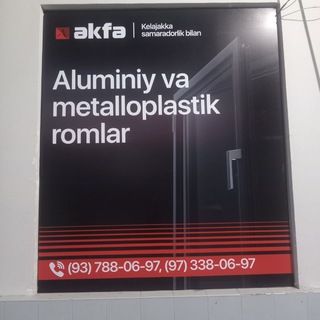 akfa
Kelajakka
samaradorlik bilan
Aluminiy va
metalloplastik
romlar
(93) 788-06-97, (97) 338-06-97